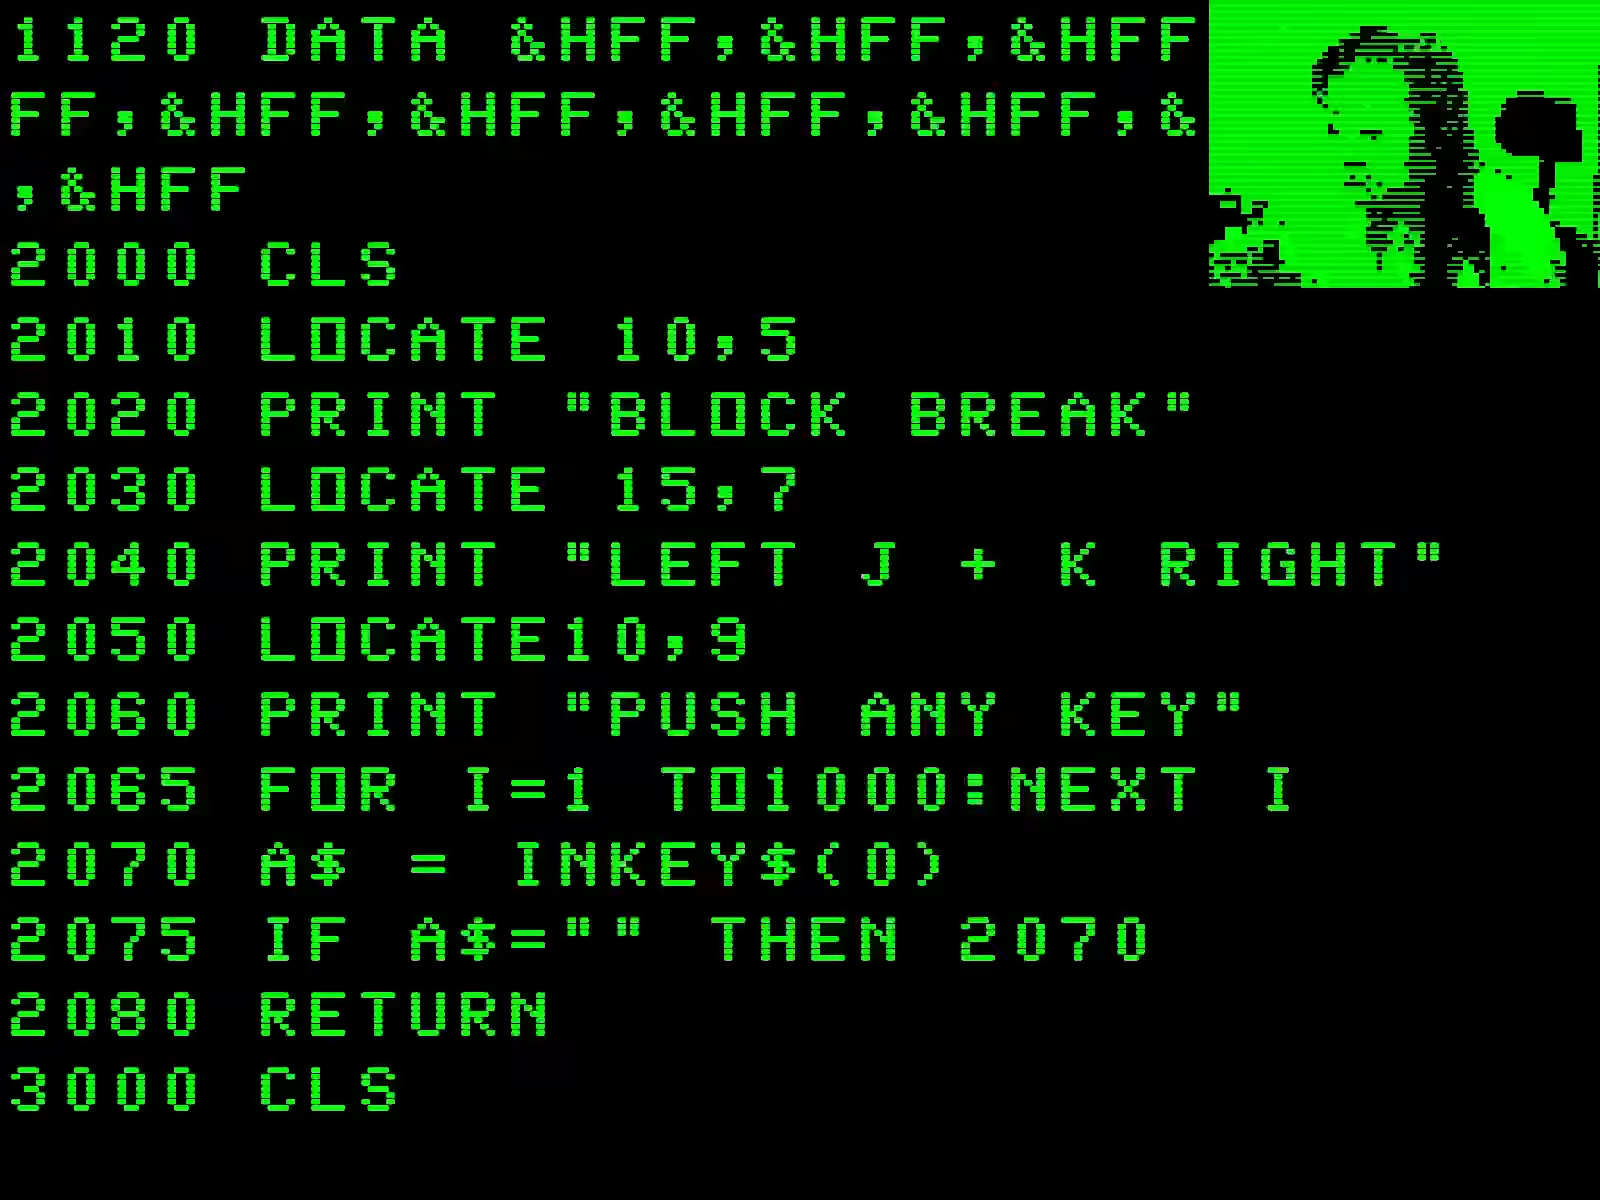 1120 DATA &HFF,&HFF,&HFF
FF,&HFF,&HFF,&HFF,&HFF,&
,&HFF
2000 CLS
2010 LOCATE 10,5
2020 PRINT "BLOCK BREAK"
2030 LOCATE 15,7
2040 PRINT "LEFT J + K RIGHT"
2050 LOCATE10,9
2060 PRINT "PUSH ANY KEY"
2065 FOR I=1 TO1000:NEXT I
2070 A$ = INKEY$(0)
2075 IF A$="" THEN 2070
2080 RETURN
3000 CLS